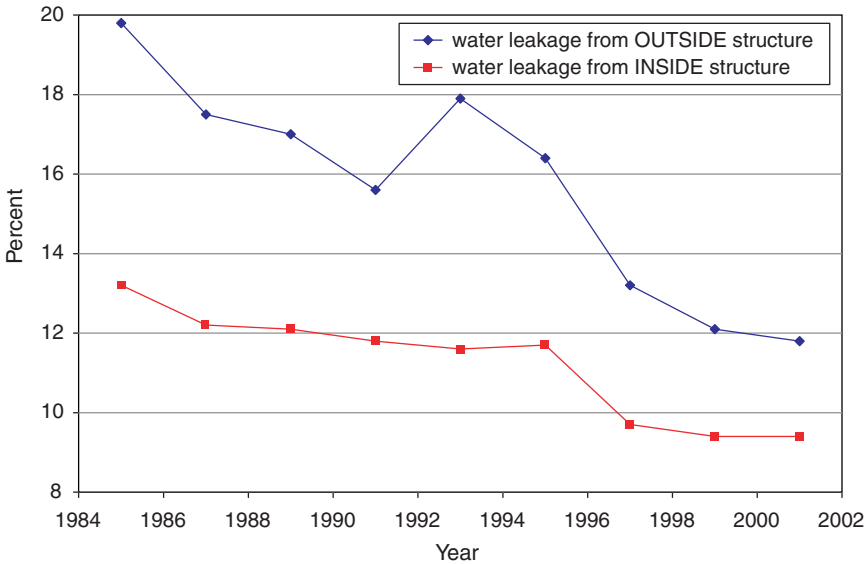 20
18
16
14
12
10
8
Percent
water leakage from OUTSIDE structure
water leakage from INSIDE structure
1984 1986 1988 1990 1992 1994 1996 1998 2000 2002
Year